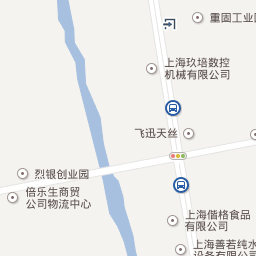 重固工业园
上海玖培数控
机械有限公司
飞迅天丝
烈银创业园
倍乐生商贸
公司物流中心
上海偕格食品
有限公司
上海善若纯水
设备有限公司